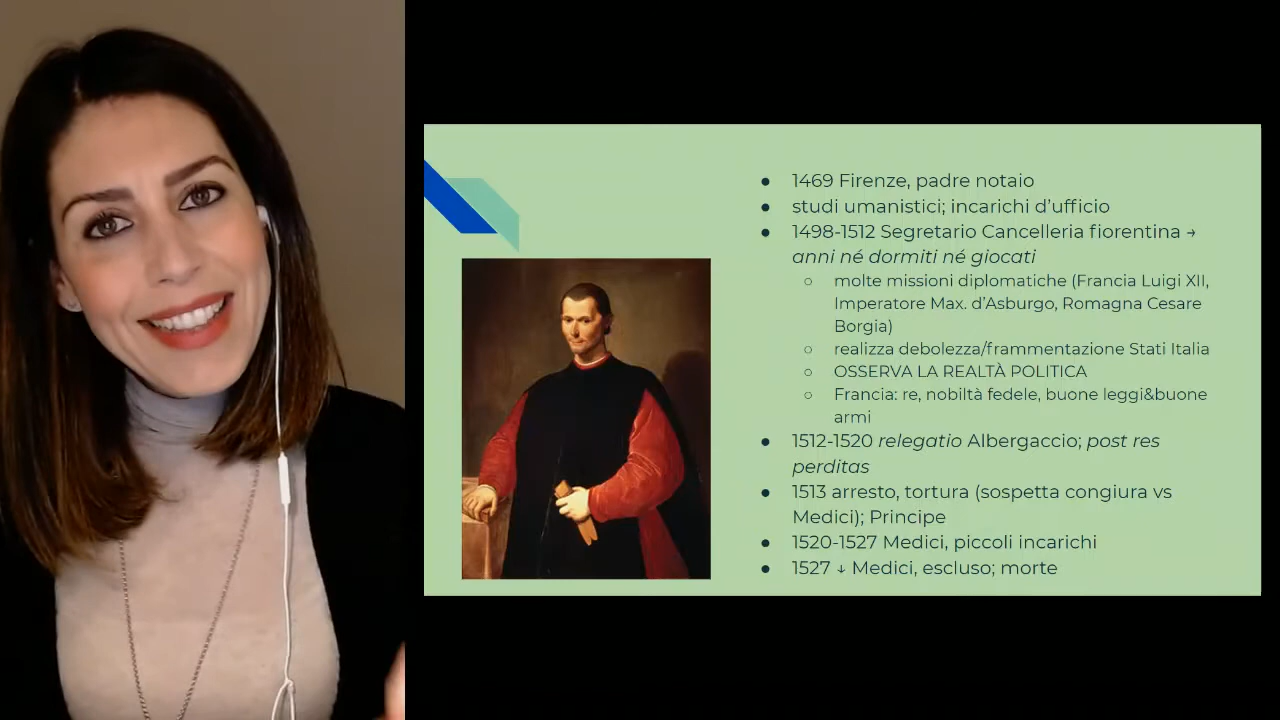 ● 1469 Firenze, padre notaio
● studi umanistici; incarichi d'ufficio
● 1498-1512 Segretario Cancelleria fiorentina →
anni né dormiti né giocati
○ molte missioni diplomatiche (Francia Luigi XII,
Imperatore Max. d'Asburgo, Romagna Cesare
Borgia)
○ realizza debolezza/frammentazione Stati Italia
○ OSSERVA LA REALTÀ POLITICA
○ Francia: re, nobiltà fedele, buone leggi&buone
armi
● 1512-1520 relegatio Albergaccio; post res
perditas
● 1513 arresto, tortura (sospetta congiura vs
Medici); Principe
● 1520-1527 Medici, piccoli incarichi
● 1527 ↓ Medici, escluso; morte